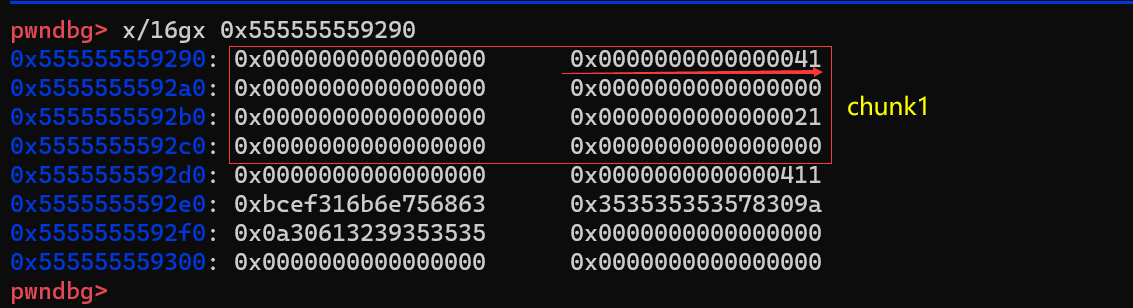 pwndbg> x/16gx 0x555555559290
0x555555559290: 0x0000000000000000 0x0000000000000041
0x5555555592a0: 0x0000000000000000 0x0000000000000000
0x5555555592b0: 0x0000000000000000 0x0000000000000021
0x5555555592c0: 0x0000000000000000 0x0000000000000000
chunk1
0x5555555592d0: 0x0000000000000000 0x0000000000000411
0x5555555592e0: 0xbcef316b6e756863 0x353535353578309a
0x5555555592f0: 0x0a30613239353535 0x0000000000000000
0x555555559300: 0x0000000000000000 0x0000000000000000
pwndbg>